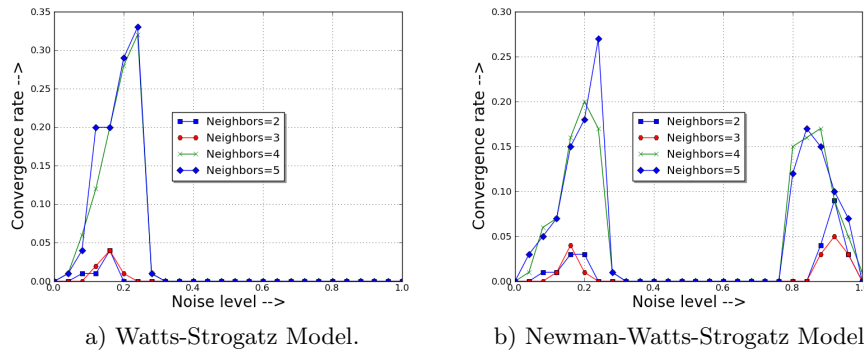 0.35
0.30
0.25
0.20
0.15
0.10
0.05
0.00
Convergence rate -->
0.0 0.2 0.4 0.6 0.8 1.0
Noise level -->
Neighbors=2
Neighbors=3
Neighbors=4
Neighbors=5
a) Watts-Strogatz Model.
0.30
0.25
0.20
0.15
0.10
0.05
0.00
Convergence rate -->
0.0 0.2 0.4 0.6 0.8 1.0
Noise level -->
Neighbors=2
Neighbors=3
Neighbors=4
Neighbors=5
b) Newman-Watts-Strogatz Model